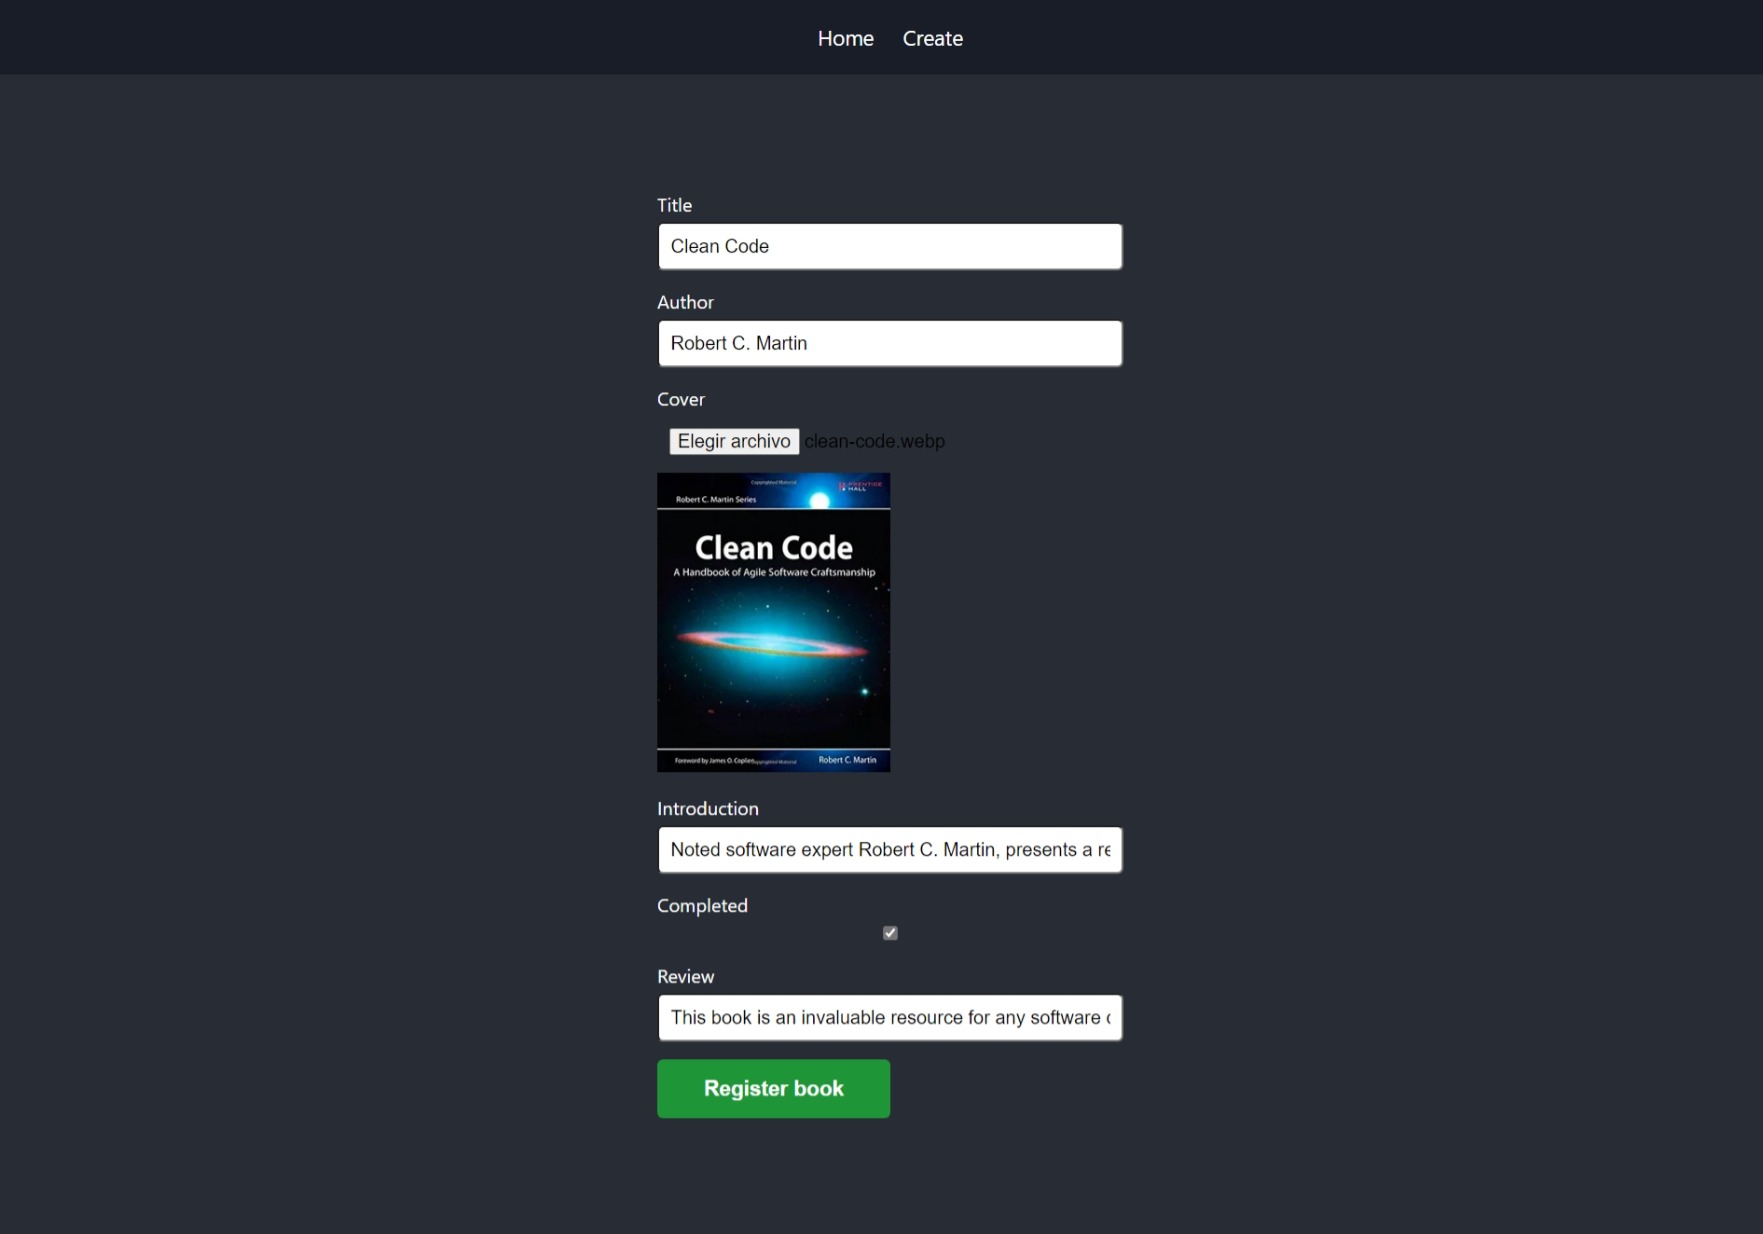 Home Create
Title
Clean Code
Author
Robert C. Martin
Cover
Elegir archivo clean-code.webp
Copyrighted Material
PRENTICE
HALL
Robert C. Martin Series
Clean Code
A Handbook of Agile Software Craftsmanship
Foreword by James O. Coplien
Copyrighted Material
Robert C. Martin
Introduction
Noted software expert Robert C. Martin, presents a re
Completed
Review
This book is an invaluable resource for any software
Register book